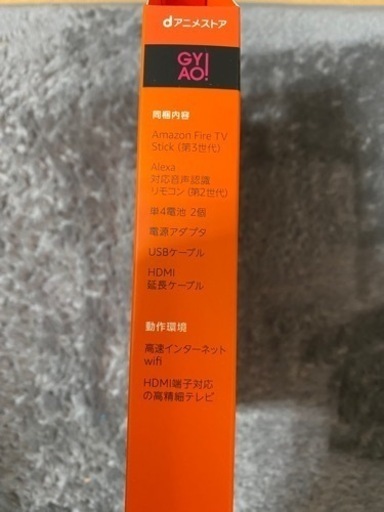 dアニメストア
GY
AO!
同梱内容
Amazon Fire TV
Stick (第3世代)
Alexa
対応音声認識
リモコン (第2世代)
単4電池 2個
電源アダプタ
USBケーブル
HDMI
延長ケーブル
動作環境
高速インターネット
wifi
HDMI端子対応
の高精細テレビ